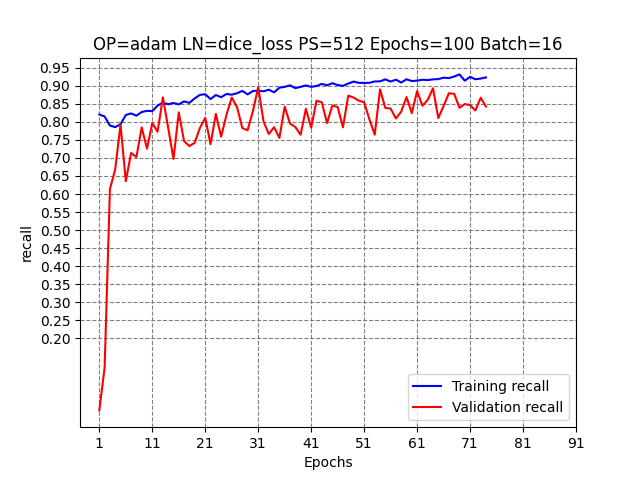 OP=adam LN=dice_loss PS=512 Epochs=100 Batch=16
0.95
0.90
0.85
0.80
0.75
0.70
0.65
0.60
0.55
0.50
0.45
0.40
0.35
0.30
0.20
recall
Training recall
Validation recall
1 11 21 31 41 51 61 71 81 91
Epochs